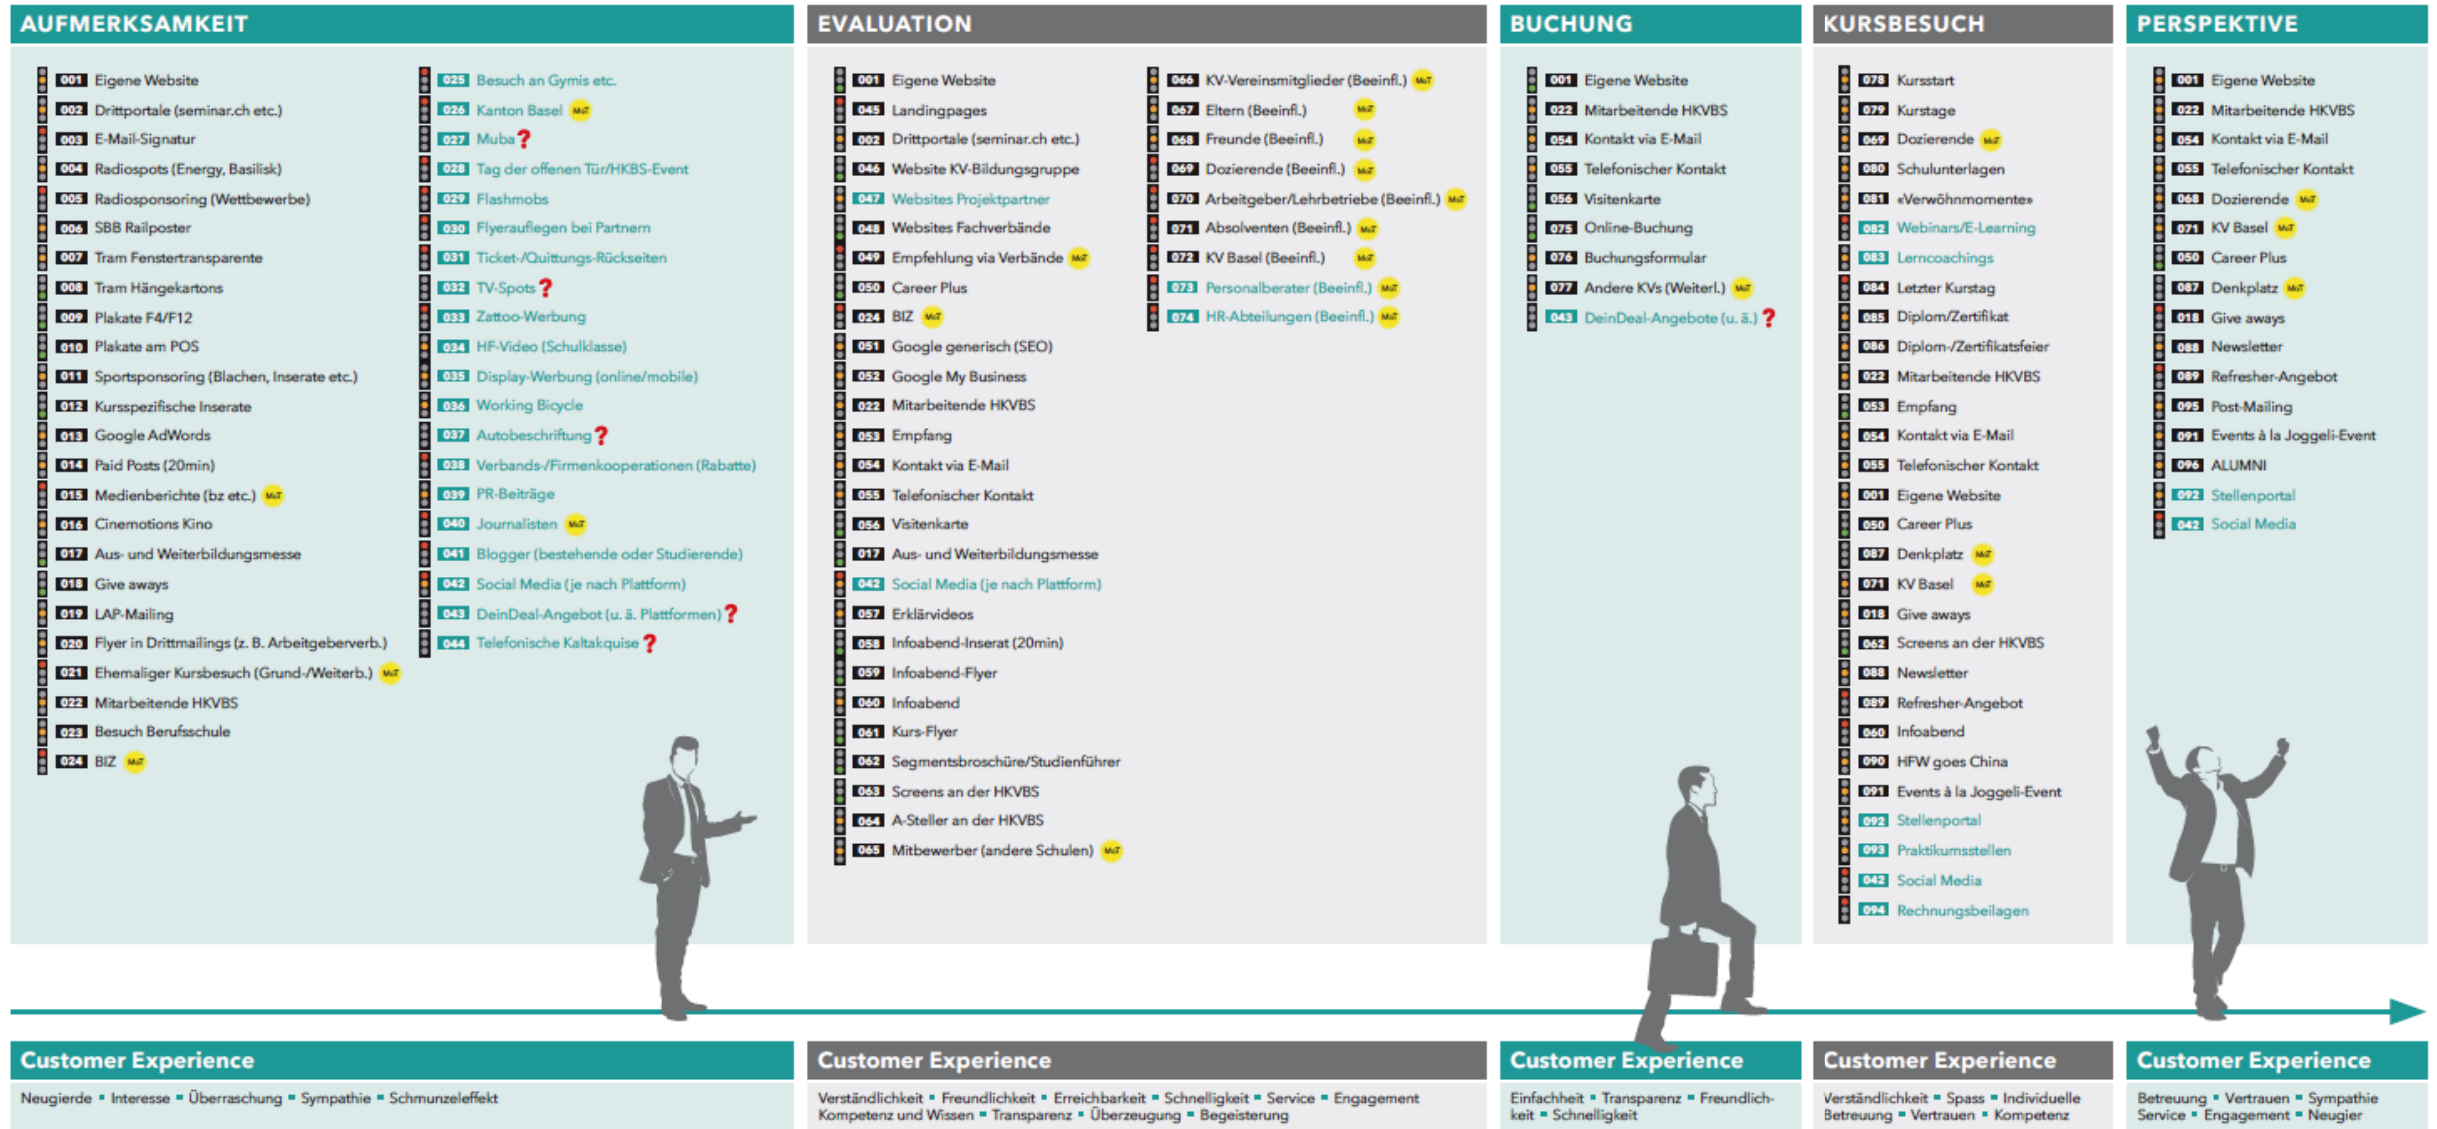 AUFMERKSAMKEIT
001 Eigene Website
002 Drittportale (seminar.ch etc.)
003 E-Mail-Signatur
004 Radiospots (Energy, Basilisk)
005 Radiosponsoring (Wettbewerbe)
006 SBB Railposter
007 Tram Fenstertransparente
008 Tram Hängekartons
009 Plakate F4/F12
010 Plakate am POS
011 Sportsponsoring (Blachen, Inserate etc.)
012 Kursspezifische Inserate
013 Google AdWords
014 Paid Posts (20min)
015 Medienberichte (bz etc.) MoT
016 Cinemotions Kino
017 Aus- und Weiterbildungsmesse
018 Give aways
019 LAP-Mailing
020 Flyer in Drittmailings (z. B. Arbeitgeberverb.)
021 Ehemaliger Kursbesuch (Grund-/Weiterb.) MoT
022 Mitarbeitende HKVBS
023 Besuch Berufsschule
024 BIZ MoT
025 Besuch an Gymis etc.
026 Kanton Basel MoT
027 Muba ?
028 Tag der offenen Tür/HKBS-Event
029 Flashmobs
030 Flyerauflegen bei Partnern
031 Ticket-/Quittungs-Rückseiten
032 TV-Spots ?
033 Zattoo-Werbung
034 HF-Video (Schulklasse)
035 Display-Werbung (online/mobile)
036 Working Bicycle
037 Autobeschriftung ?
038 Verbands-/Firmenkooperationen (Rabatte)
039 PR-Beiträge
040 Journalisten MoT
041 Blogger (bestehende oder Studierende)
042 Social Media (je nach Plattform)
043 DeinDeal-Angebot (u. ä. Plattformen) ?
044 Telefonische Kaltakquise ?
EVALUATION
001 Eigene Website
045 Landingpages
002 Drittportale (seminar.ch etc.)
046 Website KV-Bildungsgruppe
047 Websites Projektpartner
048 Websites Fachverbände
049 Empfehlung via Verbände MoT
050 Career Plus
024 BIZ MoT
051 Google generisch (SEO)
052 Google My Business
022 Mitarbeitende HKVBS
053 Empfang
054 Kontakt via E-Mail
055 Telefonischer Kontakt
056 Visitenkarte
017 Aus- und Weiterbildungsmesse
042 Social Media (je nach Plattform)
057 Erklärvideos
058 Infoabend-Inserat (20min)
059 Infoabend-Flyer
060 Infoabend
061 Kurs-Flyer
062 Segmentsbroschüre/Studienführer
063 Screens an der HKVBS
064 A-Steller an der HKVBS
065 Mitbewerber (andere Schulen) MoT
066 KV-Vereinsmitglieder (Beeinfl.) MoT
067 Eltern (Beeinfl.) MoT
068 Freunde (Beeinfl.) MoT
069 Dozierende (Beeinfl.) MoT
070 Arbeitgeber/Lehrbetriebe (Beeinfl.) MoT
071 Absolventen (Beeinfl.) MoT
072 KV Basel (Beeinfl.) MoT
073 Personalberater (Beeinfl.) MoT
074 HR-Abteilungen (Beeinfl.) MoT
BUCHUNG
001 Eigene Website
022 Mitarbeitende HKVBS
054 Kontakt via E-Mail
055 Telefonischer Kontakt
056 Visitenkarte
075 Online-Buchung
076 Buchungsformular
077 Andere KVs (Weiterl.) MoT
043 DeinDeal-Angebote (u. ä.) ?
KURSBESUCH
078 Kursstart
079 Kurstage
069 Dozierende MoT
080 Schulunterlagen
081 «Verwöhnmomente»
082 Webinars/E-Learning
083 Lerncoachings
084 Letzter Kurstag
085 Diplom/Zertifikat
086 Diplom-/Zertifikatsfeier
022 Mitarbeitende HKVBS
053 Empfang
054 Kontakt via E-Mail
055 Telefonischer Kontakt
001 Eigene Website
050 Career Plus
087 Denkplatz MoT
071 KV Basel MoT
018 Give aways
062 Screens an der HKVBS
088 Newsletter
089 Refresher-Angebot
060 Infoabend
090 HFW goes China
091 Events à la Joggeli-Event
092 Stellenportal
093 Praktikumsstellen
042 Social Media
094 Rechnungsbeilagen
PERSPEKTIVE
001 Eigene Website
022 Mitarbeitende HKVBS
054 Kontakt via E-Mail
055 Telefonischer Kontakt
068 Dozierende MoT
071 KV Basel MoT
050 Career Plus
087 Denkplatz MoT
018 Give aways
088 Newsletter
089 Refresher-Angebot
095 Post-Mailing
091 Events à la Joggeli-Event
096 ALUMNI
092 Stellenportal
042 Social Media
Customer Experience
Neugierde ▪ Interesse ▪ Überraschung ▪ Sympathie ▪ Schmunzeleffekt
Customer Experience
Verständlichkeit ▪ Freundlichkeit ▪ Erreichbarkeit ▪ Schnelligkeit ▪ Service ▪ Engagement
Kompetenz und Wissen ▪ Transparenz ▪ Überzeugung ▪ Begeisterung
Customer Experience
Einfachheit ▪ Transparenz ▪ Freundlich-
keit ▪ Schnelligkeit
Customer Experience
Verständlichkeit ▪ Spass ▪ Individuelle
Betreuung ▪ Vertrauen ▪ Kompetenz
Customer Experience
Betreuung ▪ Vertrauen ▪ Sympathie
Service ▪ Engagement ▪ Neugier